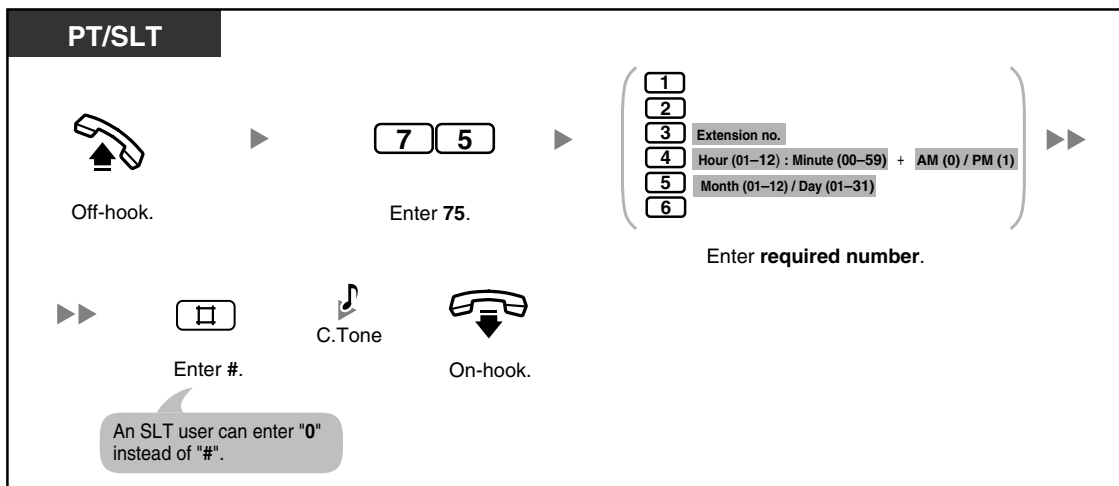 PT/SLT
Off-hook.
7 5
Enter 75.
1
2
3 Extension no.
4 Hour (01–12) : Minute (00–59) + AM (0) / PM (1)
5 Month (01–12) / Day (01–31)
6
Enter required number.
#
Enter #.
C.Tone
On-hook.
An SLT user can enter "0"
instead of "#".